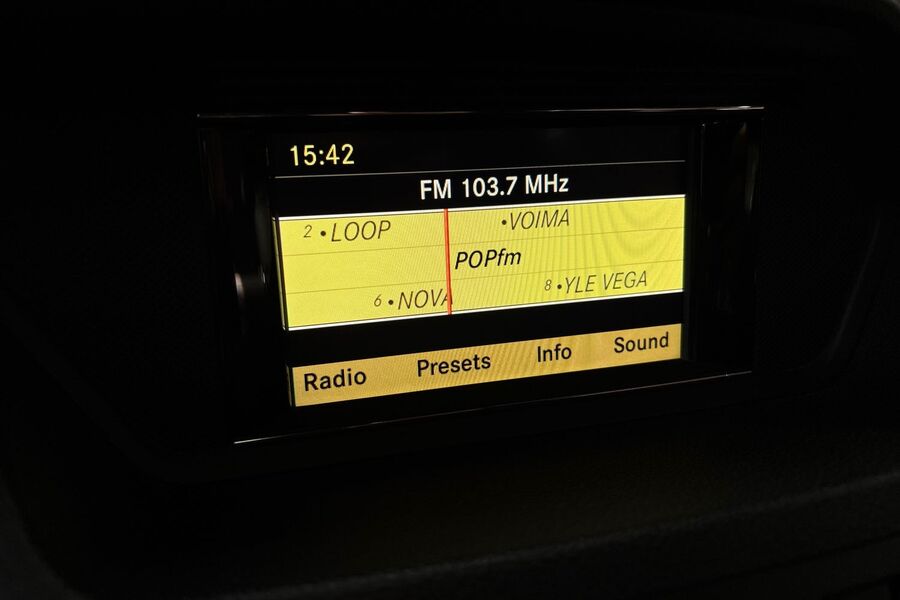 15:42
FM 103.7 MHz
2 •LOOP •VOIMA
POPfm
6 •NOVA 8 •YLE VEGA
Radio Presets Info Sound